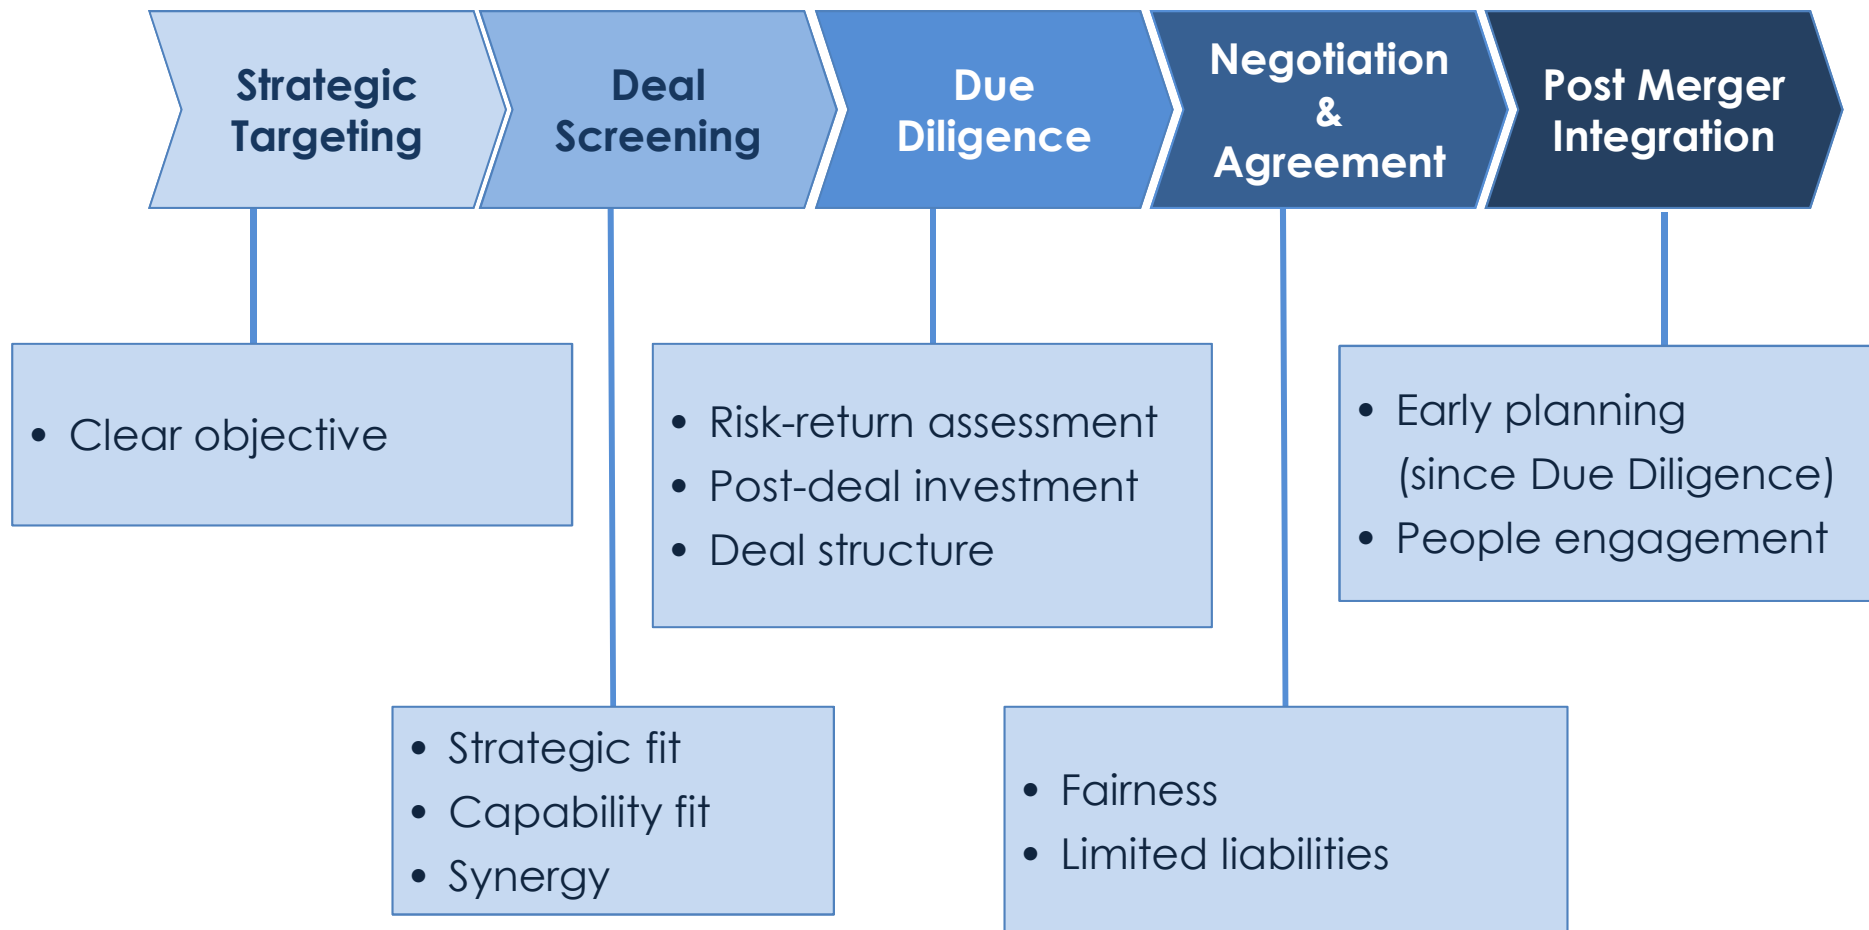 Strategic
Targeting
Deal
Screening
Due
Diligence
Negotiation
&
Agreement
Post Merger
Integration
• Clear objective
• Risk-return assessment
• Post-deal investment
• Deal structure
• Early planning
(since Due Diligence)
• People engagement
• Strategic fit
• Capability fit
• Synergy
• Fairness
• Limited liabilities